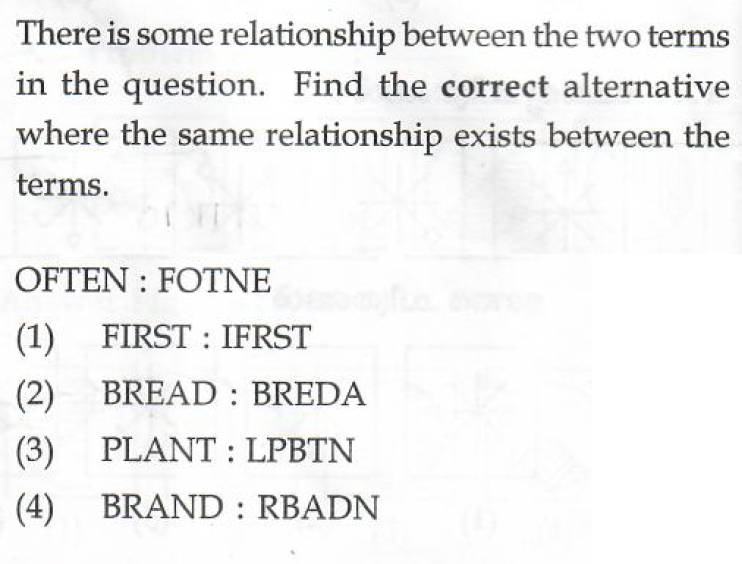 There is some relationship between the two terms
in the question. Find the correct alternative
where the same relationship exists between the
terms.
OFTEN : FOTNE
(1) FIRST : IFRST
(2) BREAD : BREDA
(3) PLANT : LPBTN
(4) BRAND : RBADN